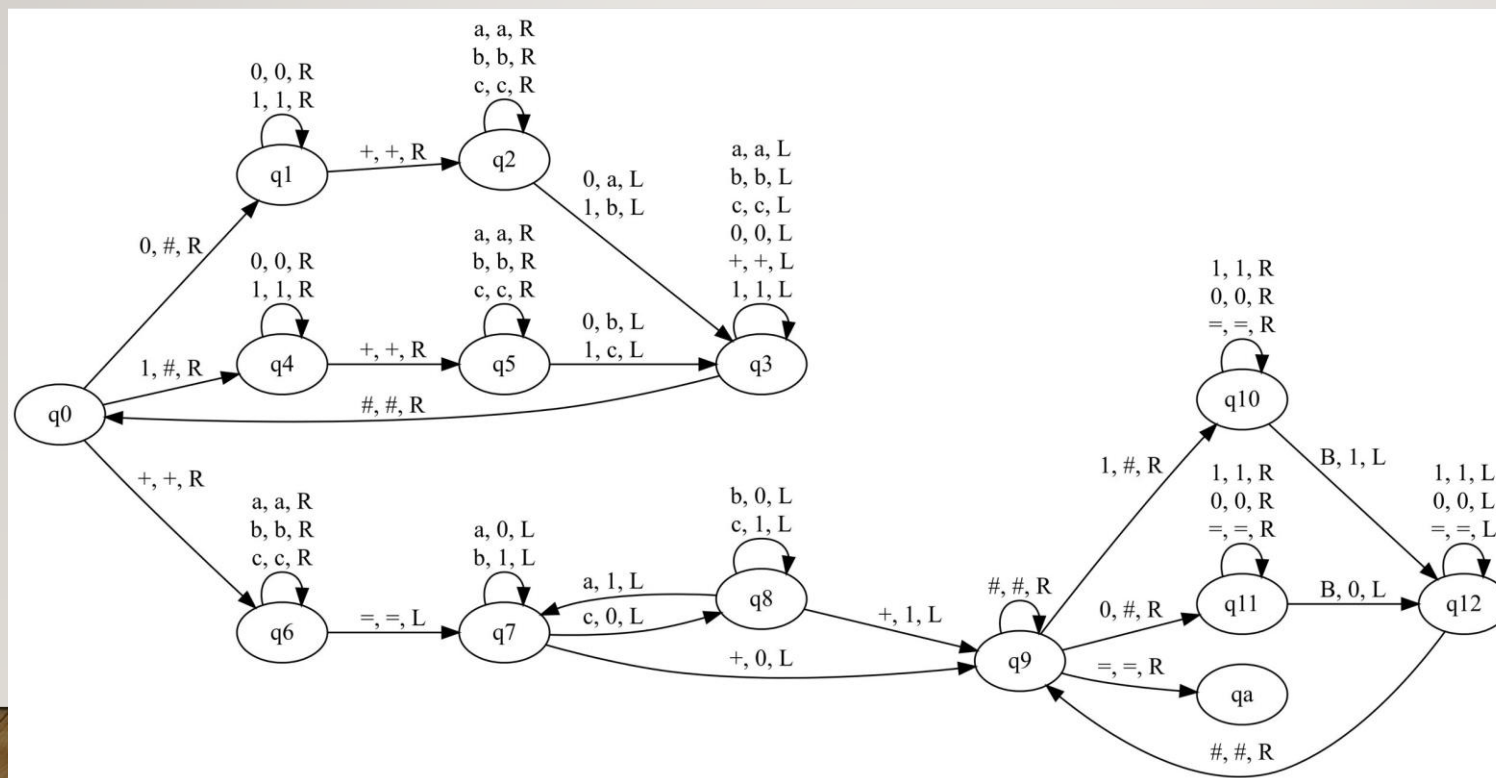 a, a, R
b, b, R
c, c, R
0, 0, R
1, 1, R
q1
+, +, R
q2
0, a, L
1, b, L
a, a, L
b, b, L
c, c, L
0, 0, L
+, +, L
1, 1, L
q3
0, #, R
0, 0, R
1, 1, R
q4
+, +, R
a, a, R
b, b, R
c, c, R
q5
0, b, L
1, c, L
1, #, R
#, #, R
q0
+, +, R
a, a, R
b, b, R
c, c, R
q6
=, =, L
a, 0, L
b, 1, L
q7
a, 1, L
c, 0, L
b, 0, L
c, 1, L
q8
+, 1, L
+, 0, L
#, #, R
q9
1, #, R
1, 1, R
0, 0, R
=, =, R
q10
B, 1, L
0, #, R
1, 1, R
0, 0, R
=, =, R
q11
B, 0, L
1, 1, L
0, 0, L
=, =, L
q12
=, =, R
qa
#, #, R